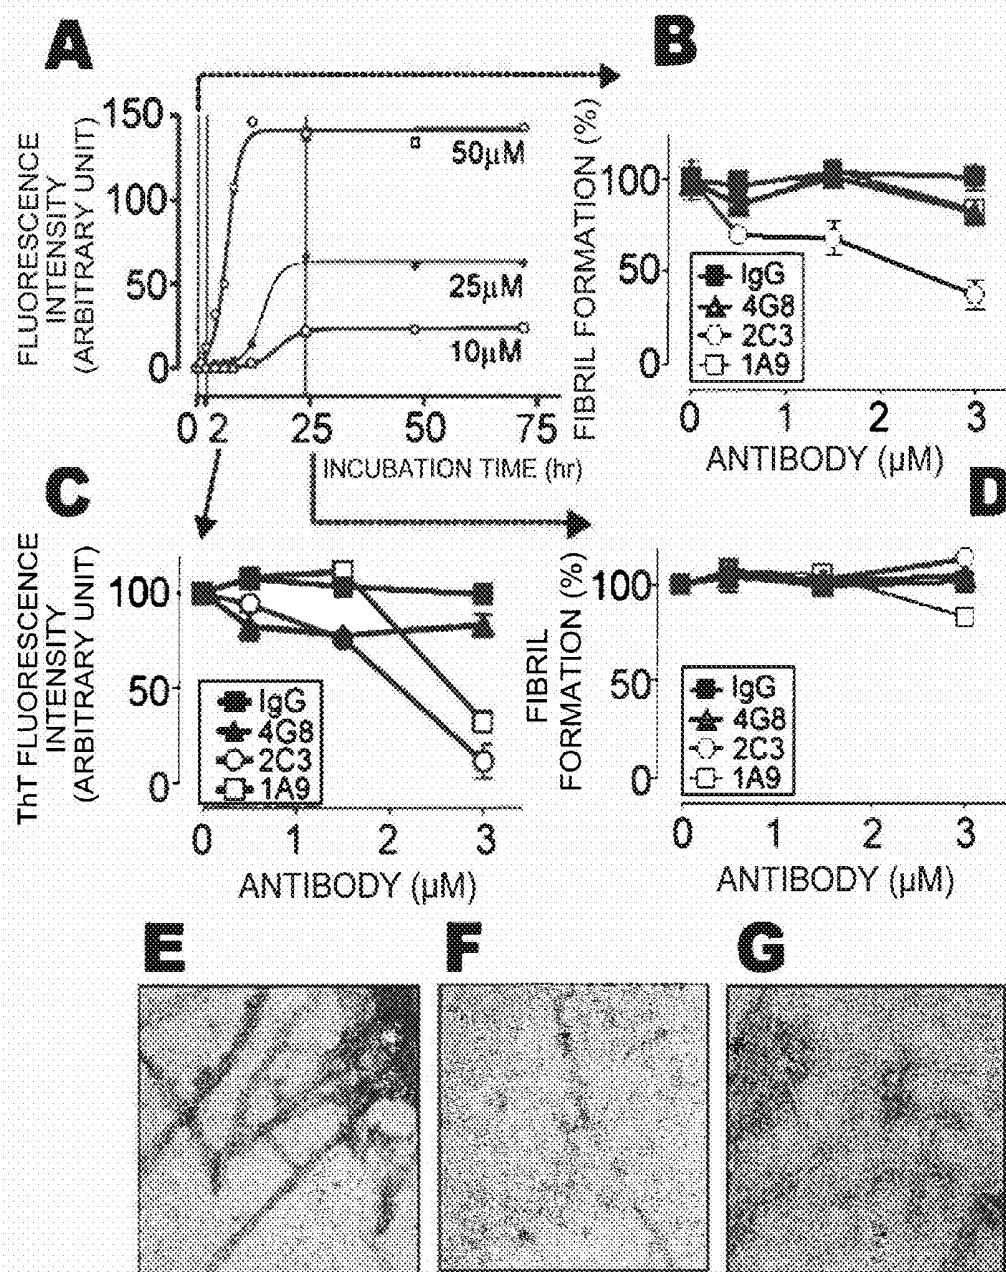 A
FLUORESCENCE
INTENSITY
(ARBITRARY UNIT)
150
100
50
0
50μM
25μM
10μM
0 2 25 50 75
INCUBATION TIME (hr)
B
FIBRIL FORMATION (%)
100
50
0
IgG
4G8
2C3
1A9
0 1 2 3
ANTIBODY (μM)
C
ThT FLUORESCENCE
INTENSITY
(ARBITRARY UNIT)
100
50
0
IgG
4G8
2C3
1A9
0 1 2 3
ANTIBODY (μM)
D
FIBRIL
FORMATION (%)
100
50
0
IgG
4G8
2C3
1A9
0 1 2 3
ANTIBODY (μM)
E
F
G